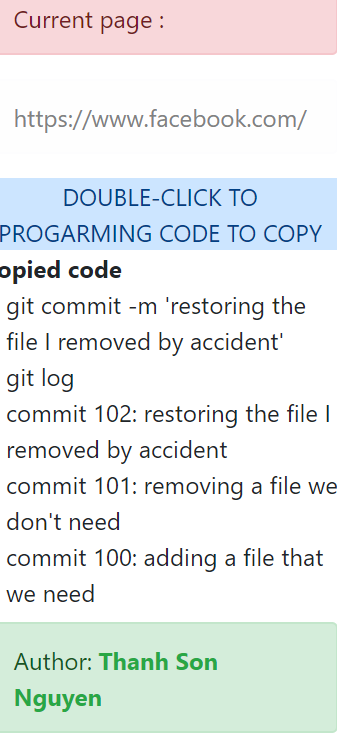 Current page :
https://www.facebook.com/
DOUBLE-CLICK TO
PROGARMING CODE TO COPY
opied code
git commit -m 'restoring the
file I removed by accident'
git log
commit 102: restoring the file I
removed by accident
commit 101: removing a file we
don't need
commit 100: adding a file that
we need
Author: Thanh Son
Nguyen